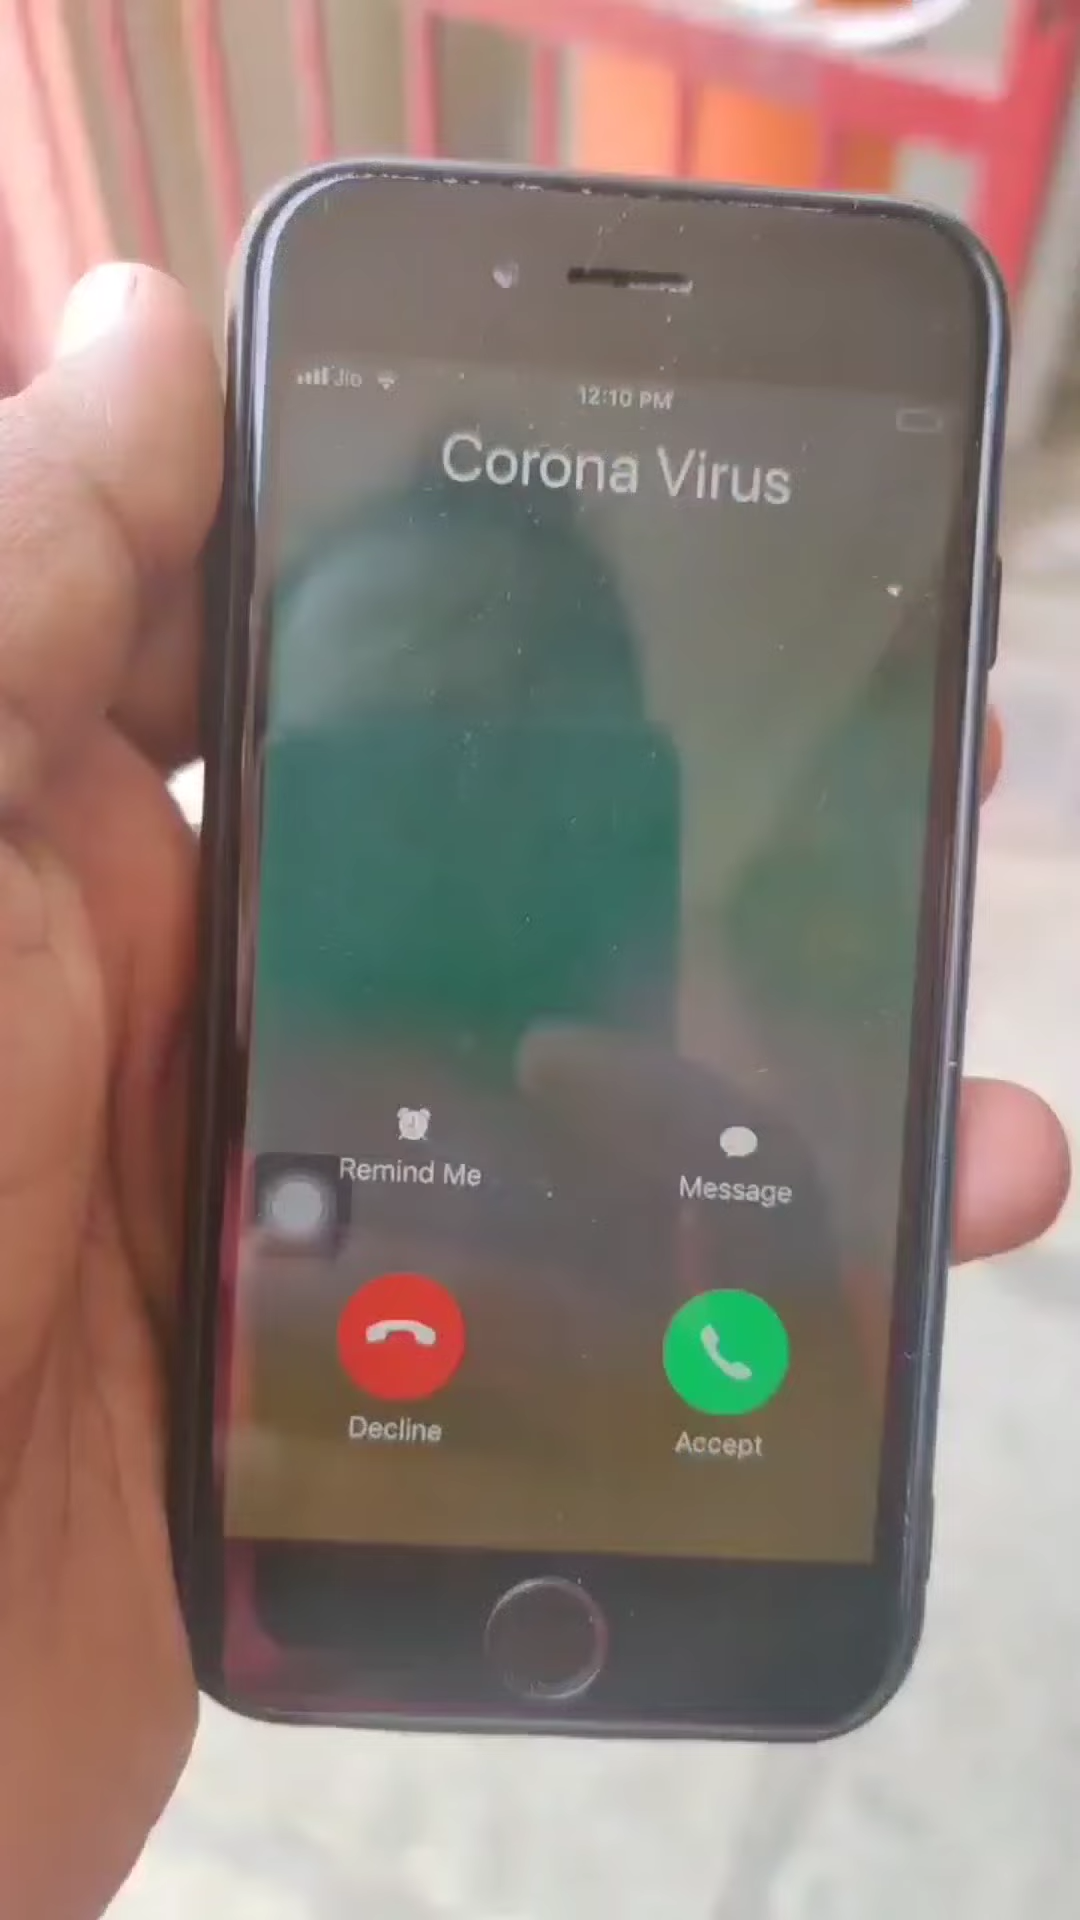 Jio
12:10 PM
Corona Virus
Remind Me
Message
Decline
Accept